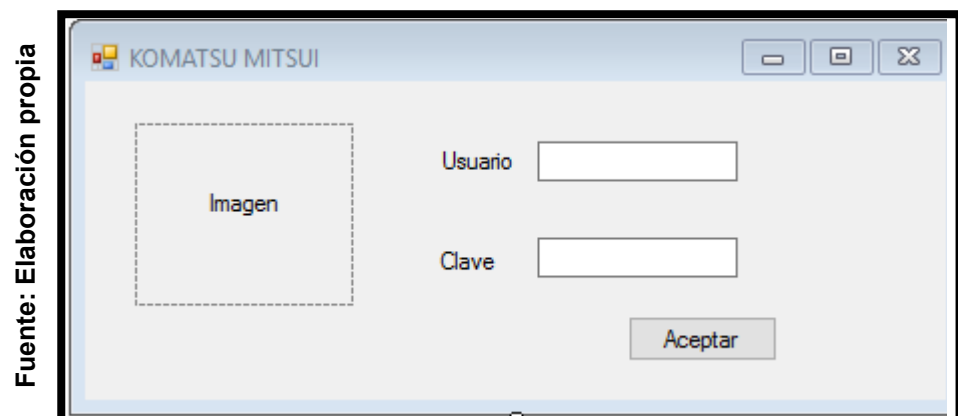 Fuente: Elaboración propia
KOMATSU MITSUI
Imagen
Usuario
Clave
Aceptar